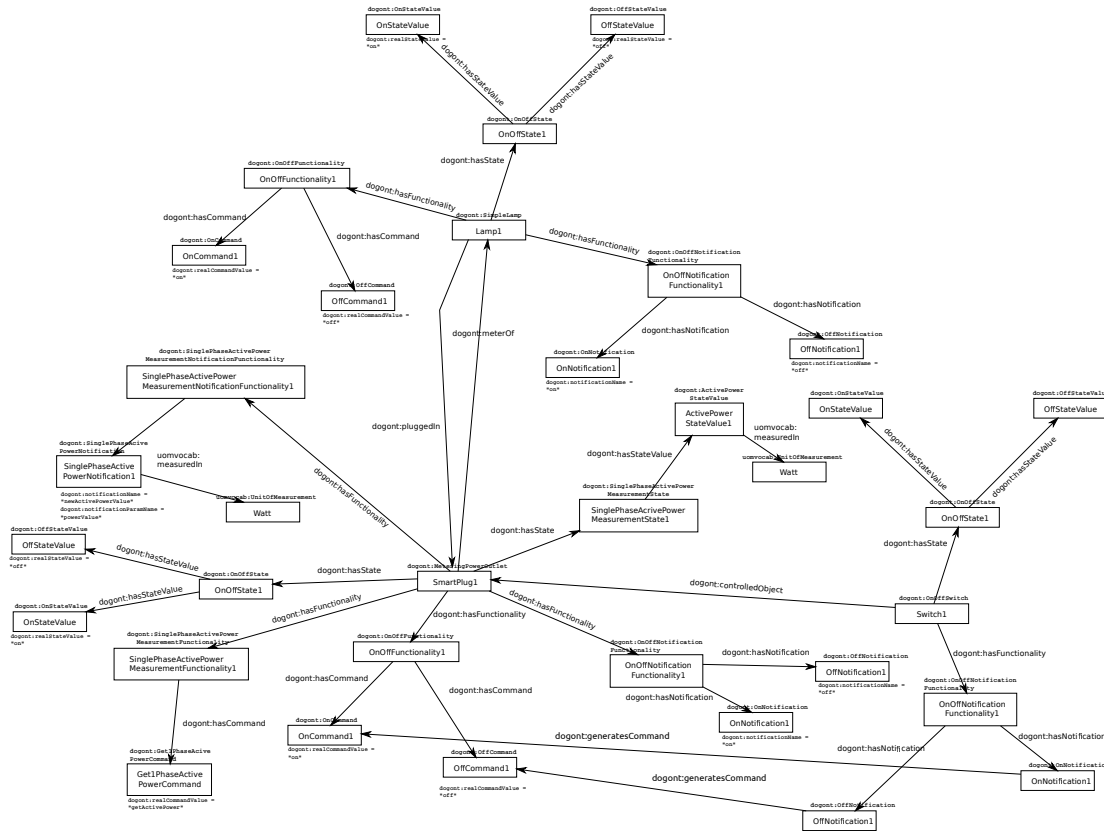 dogont:OnStateValue
OnStateValue
dogont:realStateValue =
"on"
dogont:OffStateValue
OffStateValue
dogont:realStateValue =
"off"
dogont:hasStateValue
dogont:hasStateValue
dogont:OnOffState
OnOffState1
dogont:hasState
dogont:OnOffFunctionality
OnOffFunctionality1
dogont:hasFunctionality
dogont:SimpleLamp
Lamp1
dogont:hasCommand
dogont:hasCommand
dogont:hasFunctionality
dogont:OnCommand
OnCommand1
dogont:realCommandValue =
"on"
dogont:OffCommand
OffCommand1
dogont:realCommandValue =
"off"
dogont:OnOffNotification
Functionality
OnOffNotification
Functionality1
dogont:hasNotification
dogont:hasNotification
dogont:OnNotification
OnNotification1
dogont:notificationName =
"on"
dogont:OffNotification
OffNotification1
dogont:notificationName =
"off"
dogont:meterOf
dogont:pluggedIn
dogont:SinglePhaseActivePower
MeasurementNotificationFunctionality
SinglePhaseActivePower
MeasurementNotificationFunctionality1
dogont:SinglePhaseActive
PowerNotification
SinglePhaseActive
PowerNotification1
dogont:notificationName =
"newActivePowerValue"
dogont:notificationParamName =
"powerValue"
uomvocab:
measuredIn
uomvocab:UnitOfMeasurement
Watt
dogont:hasFunctionality
dogont:ActivePower
StateValue
ActivePower
StateValue1
uomvocab:
measuredIn
uomvocab:UnitOfMeasurement
Watt
dogont:hasStateValue
dogont:SinglePhaseActivePower
MeasurementState
SinglePhaseActivePower
MeasurementState1
dogont:hasState
dogont:OnStateValue
OnStateValue
dogont:OffStateValue
OffStateValue
dogont:hasStateValue
dogont:hasStateValue
dogont:OnOffState
OnOffState1
dogont:hasState
dogont:OffStateValue
OffStateValue
dogont:realStateValue =
"off"
dogont:hasStateValue
dogont:OnOffState
OnOffState1
dogont:hasState
dogont:hasStateValue
dogont:OnStateValue
OnStateValue
dogont:realStateValue =
"on"
dogont:MeteringPowerOutlet
SmartPlug1
dogont:controlledObject
dogont:OnOffSwitch
Switch1
dogont:hasFunctionality
dogont:hasFunctionality
dogont:hasFunctionality
dogont:hasFunctionality
dogont:SinglePhaseActivePower
MeasurementFunctionality
SinglePhaseActivePower
MeasurementFunctionality1
dogont:hasCommand
dogont:Get1PhaseAcive
PowerCommand
Get1PhaseActive
PowerCommand
dogont:realCommandValue =
"getActivePower"
dogont:OnOffFunctionality
OnOffFunctionality1
dogont:hasCommand
dogont:hasCommand
dogont:OnCommand
OnCommand1
dogont:realCommandValue =
"on"
dogont:OffCommand
OffCommand1
dogont:realCommandValue =
"off"
dogont:OnOffNotification
Functionality
OnOffNotification
Functionality1
dogont:hasNotification
dogont:hasNotification
dogont:OffNotification
OffNotification1
dogont:notificationName =
"off"
dogont:OnNotification
OnNotification1
dogont:notificationName =
"on"
dogont:OnOffNotification
Functionality
OnOffNotification
Functionality1
dogont:hasNotification
dogont:hasNotification
dogont:generatesCommand
dogont:generatesCommand
dogont:OnNotification
OnNotification1
dogont:OffNotification
OffNotification1